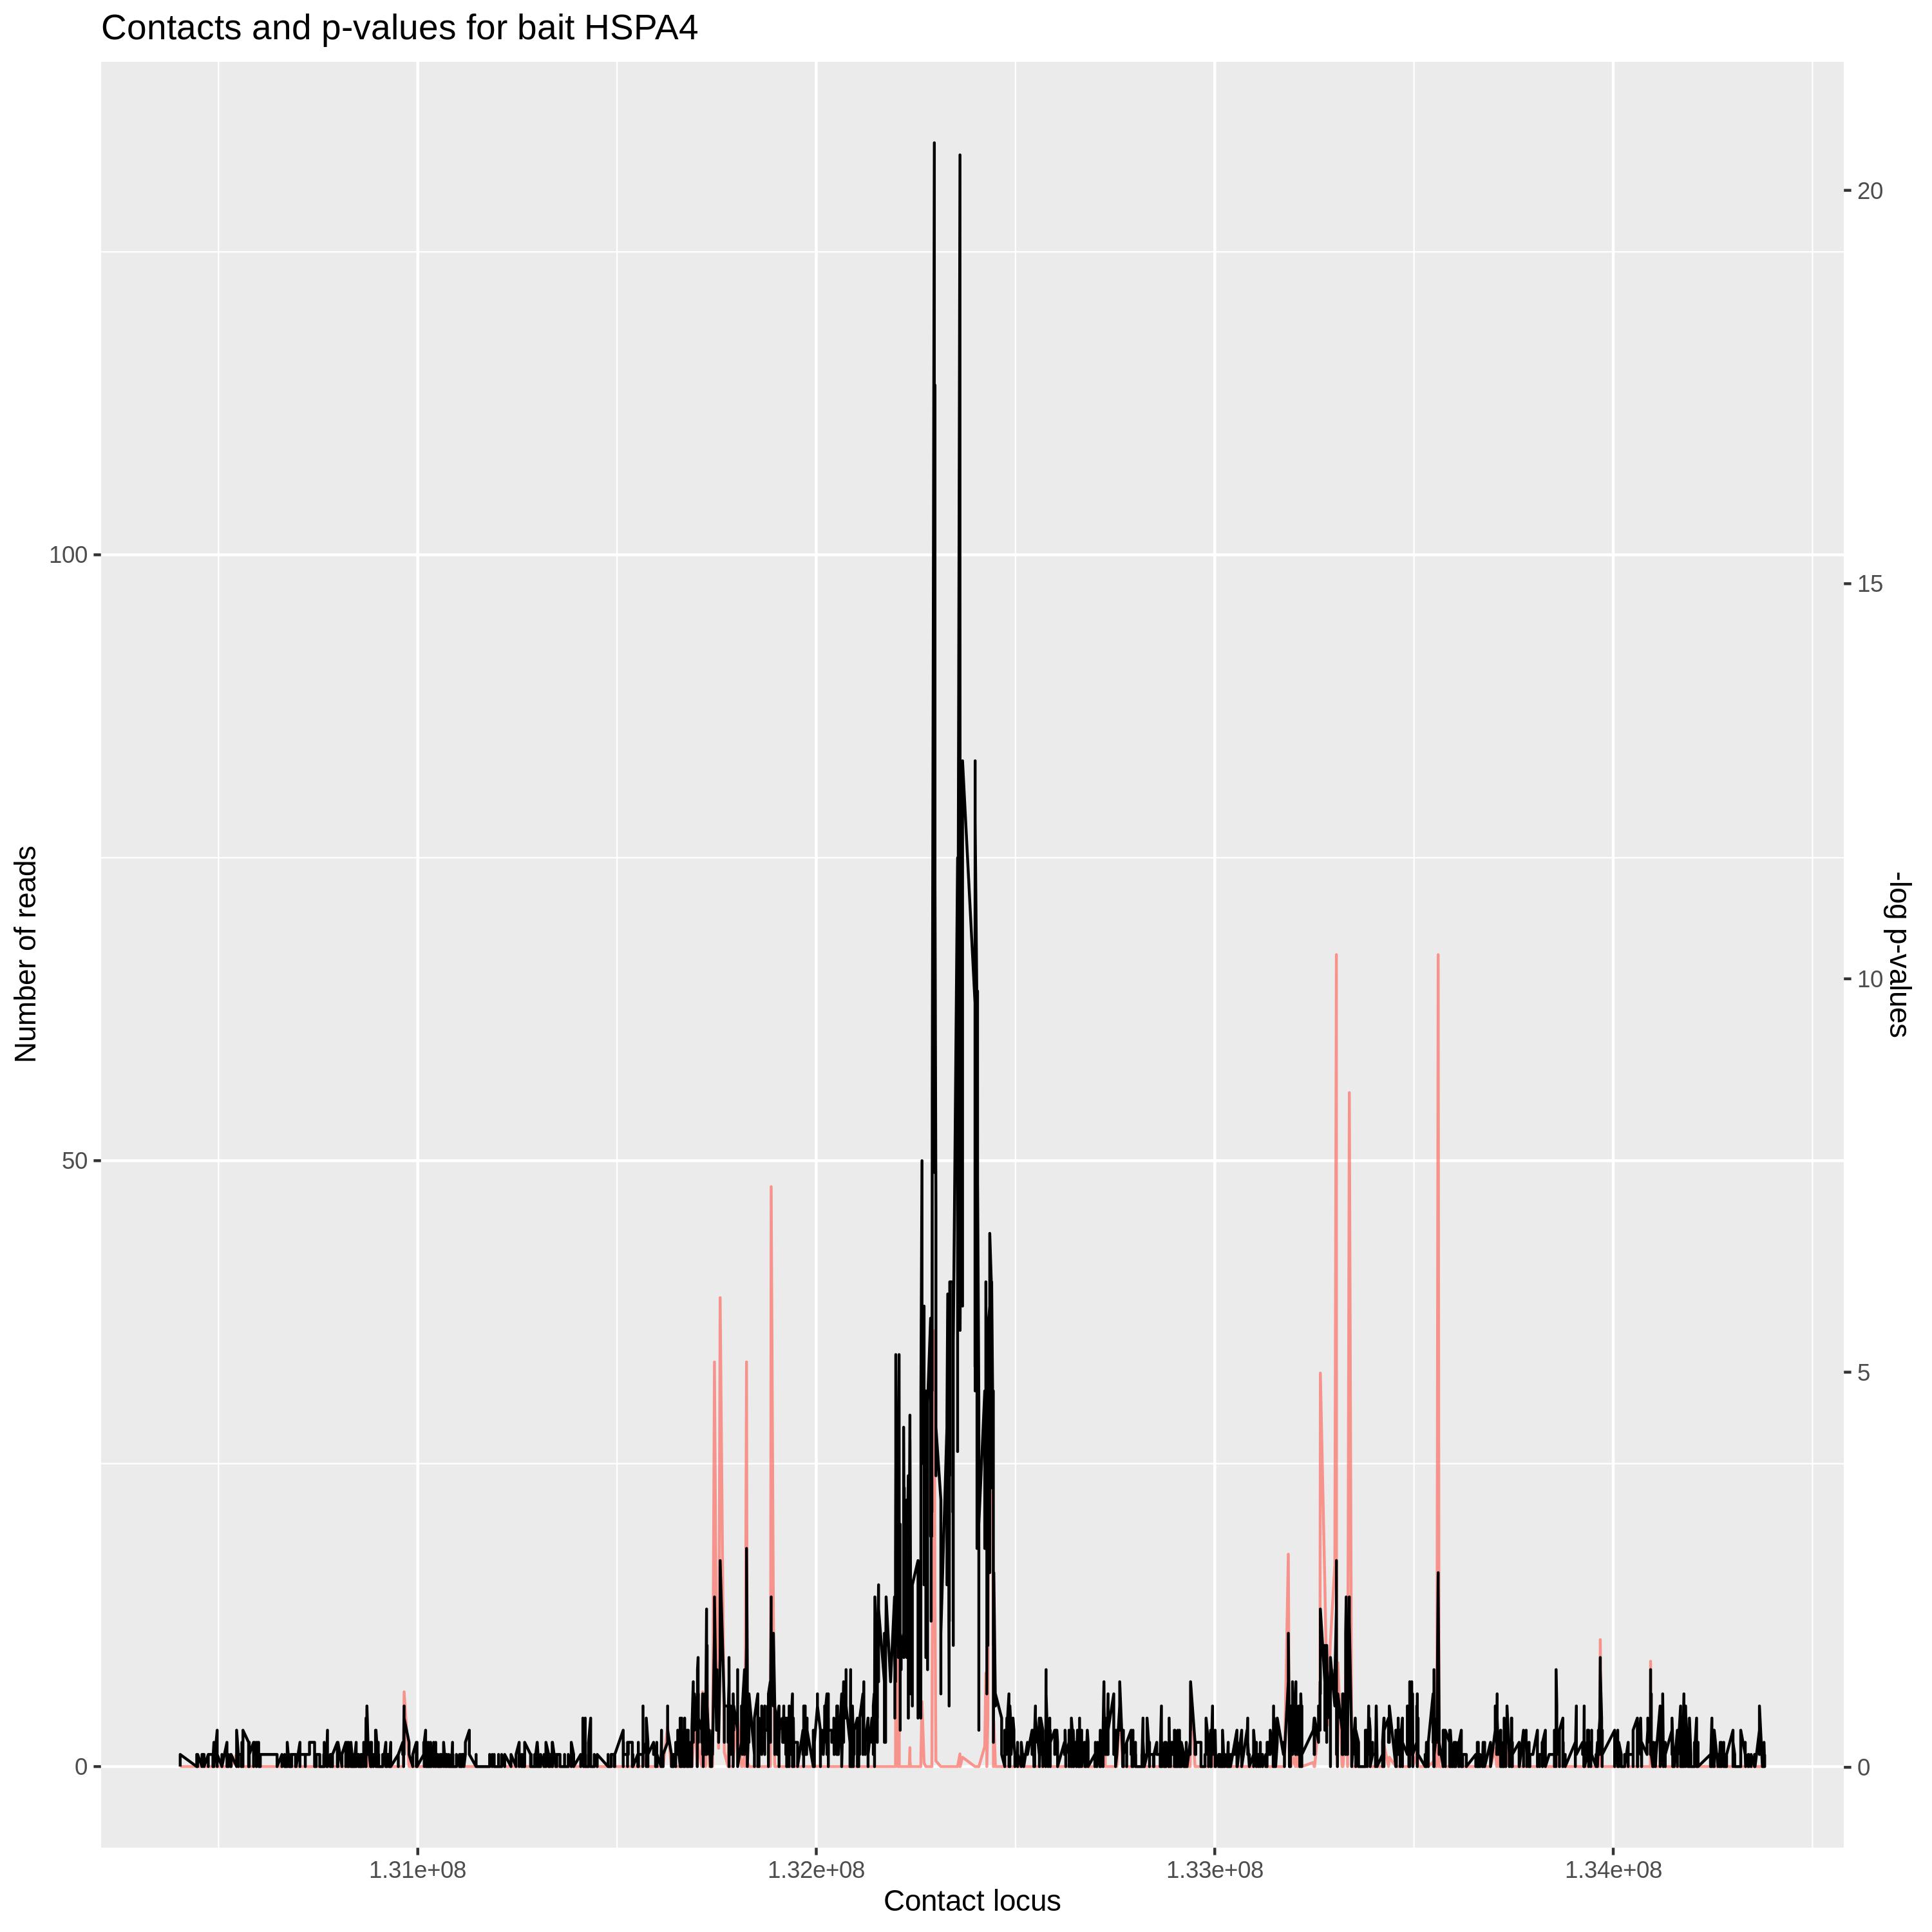 Contacts and p-values for bait HSPA4
Number of reads
100
50
0
20
15
10
5
0
-log p-values
1.31e+08
1.32e+08
1.33e+08
1.34e+08
Contact locus